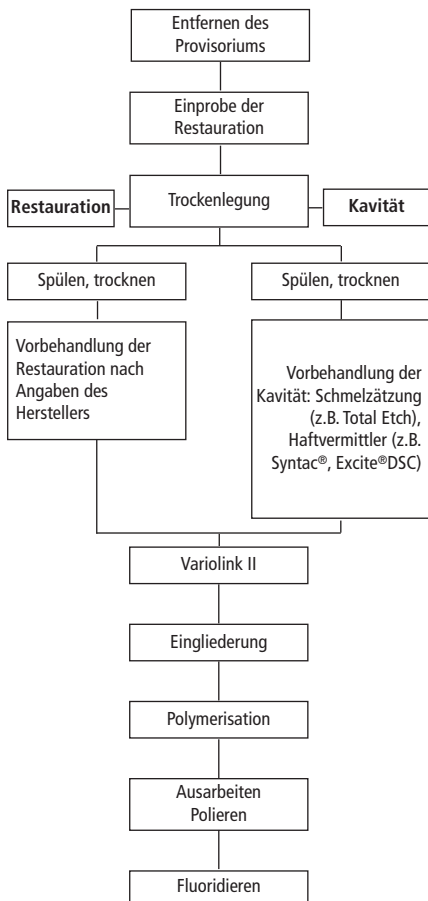 Entfernen des
Provisoriums
Einprobe der
Restauration
Restauration
Trockenlegung
Kavität
Spülen, trocknen
Vorbehandlung der
Restauration nach
Angaben des
Herstellers
Spülen, trocknen
Vorbehandlung der
Kavität: Schmelzätzung
(z.B. Total Etch),
Haftvermittler (z.B.
Syntac®, Excite®DSC)
Variolink II
Eingliederung
Polymerisation
Ausarbeiten
Polieren
Fluoridieren